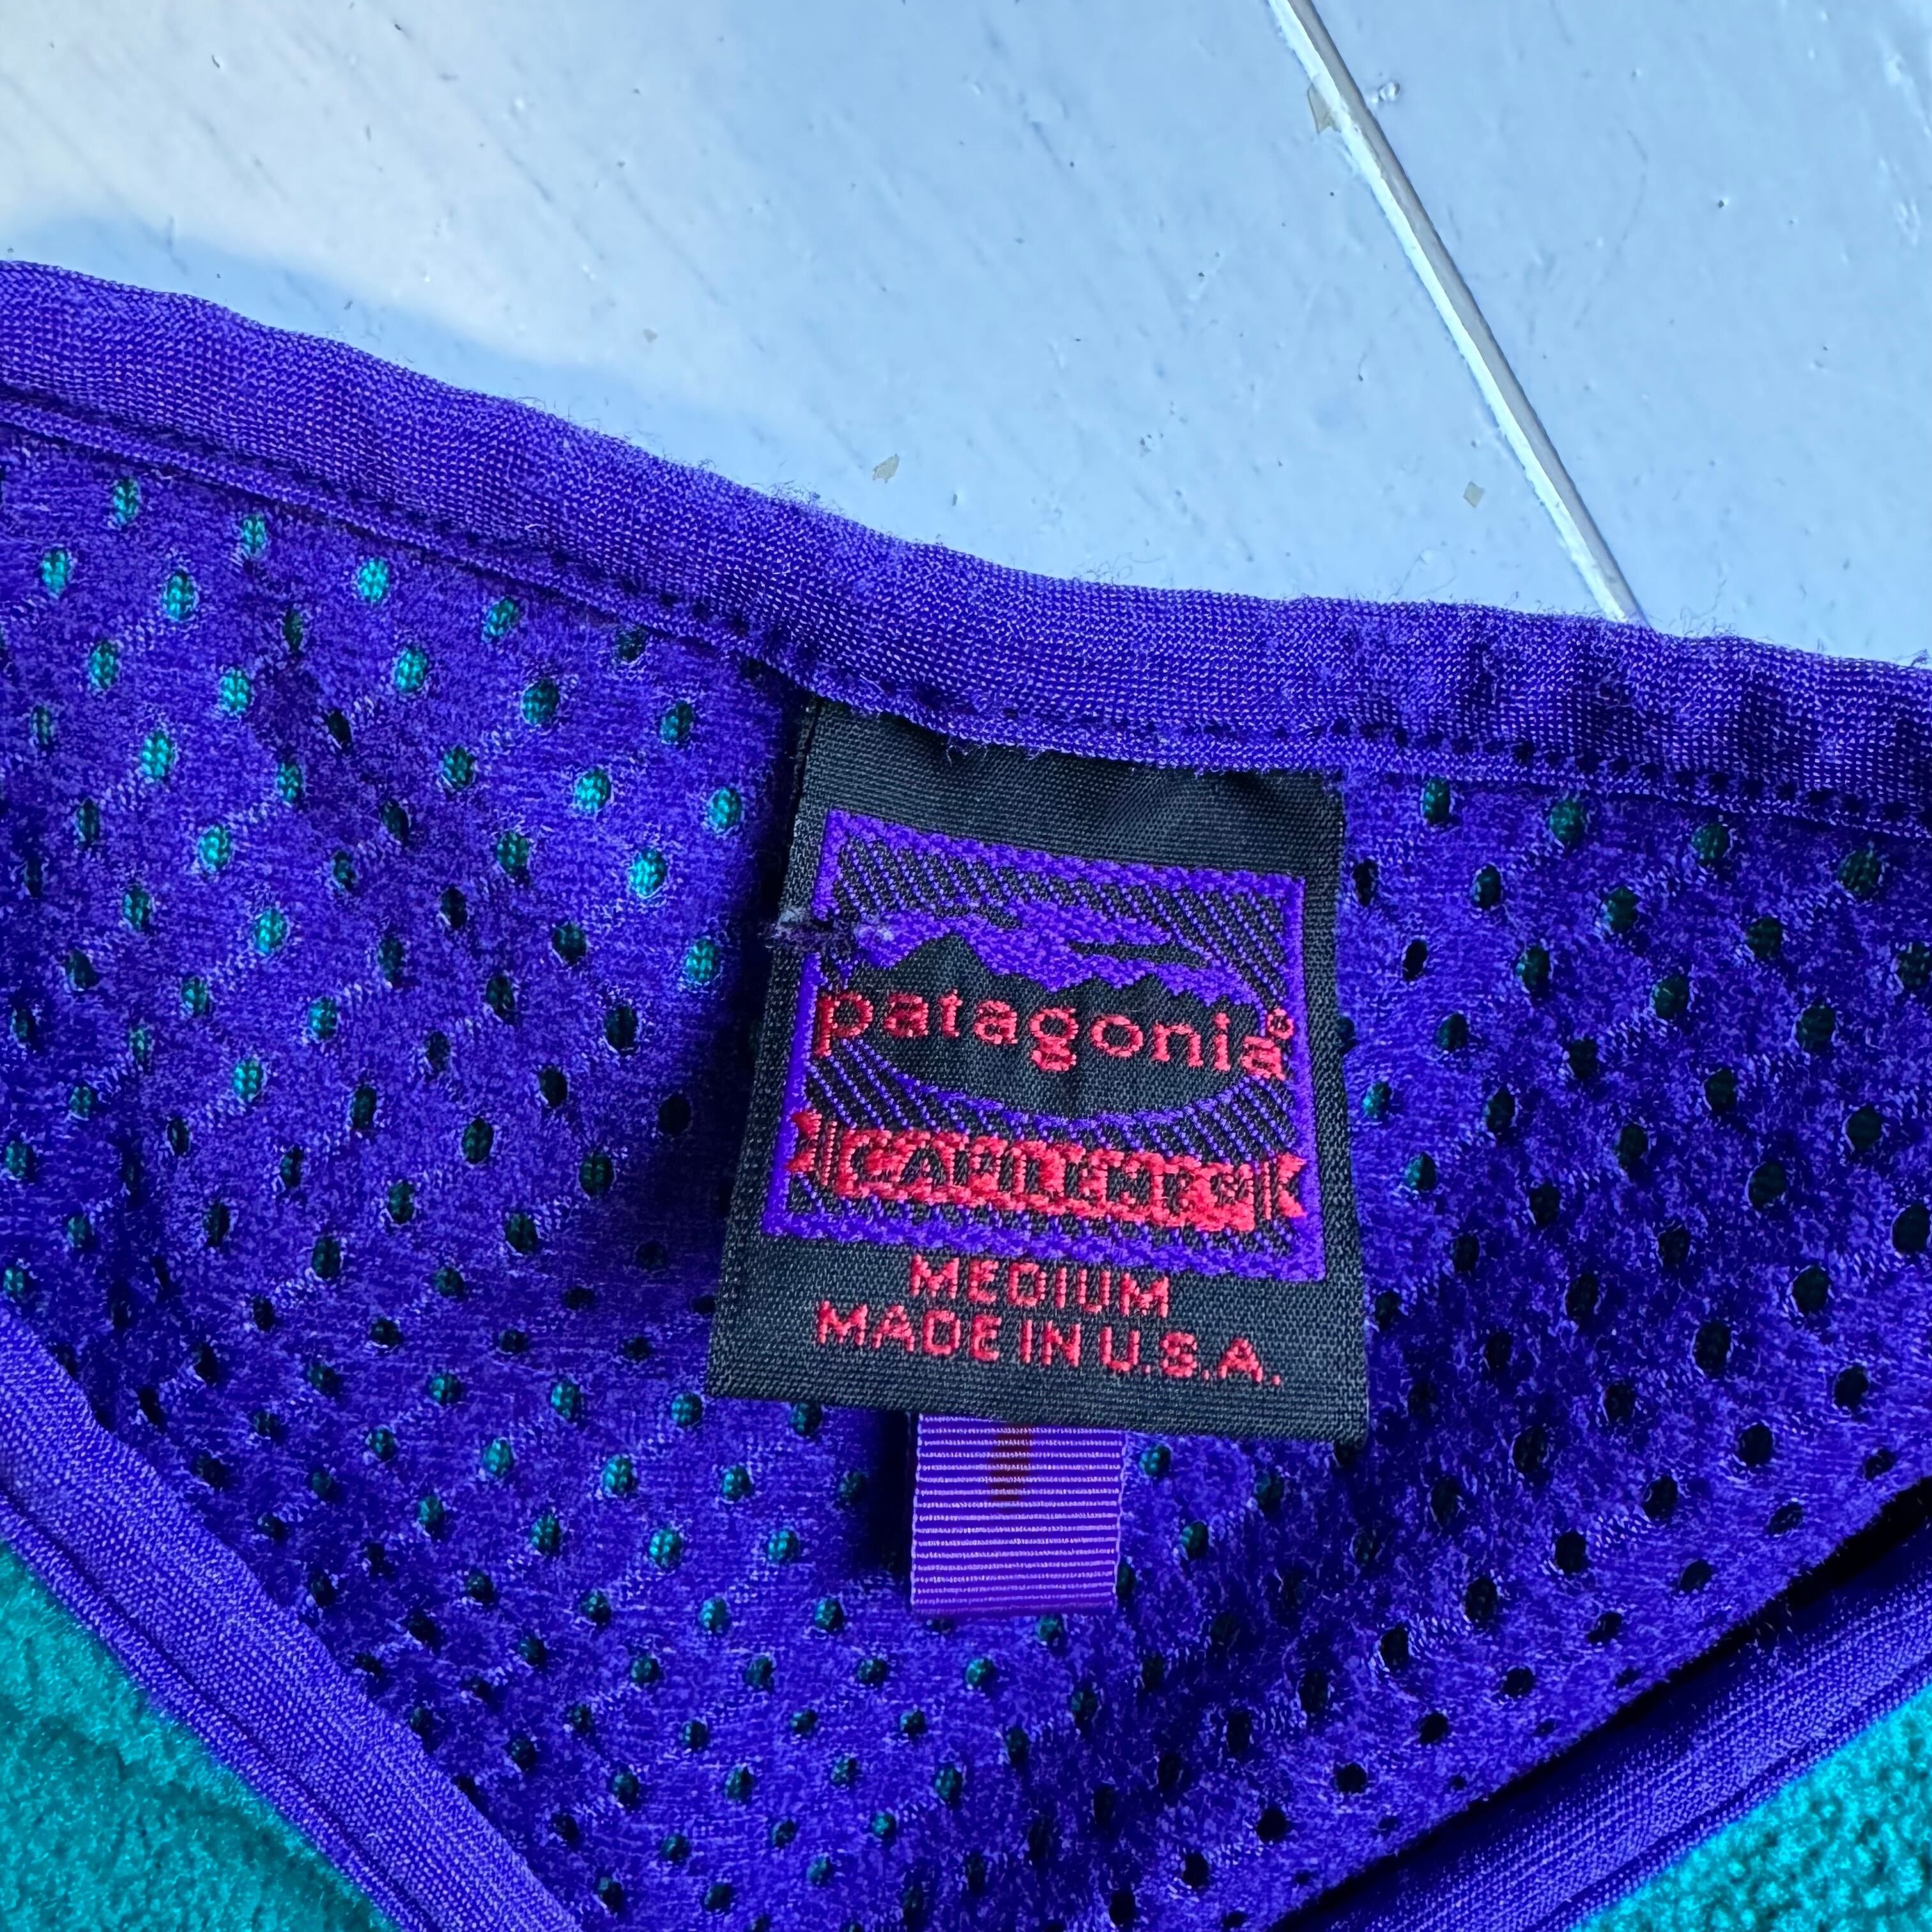 patagonia®
CAPILENE®
MEDIUM
MADE IN U.S.A.